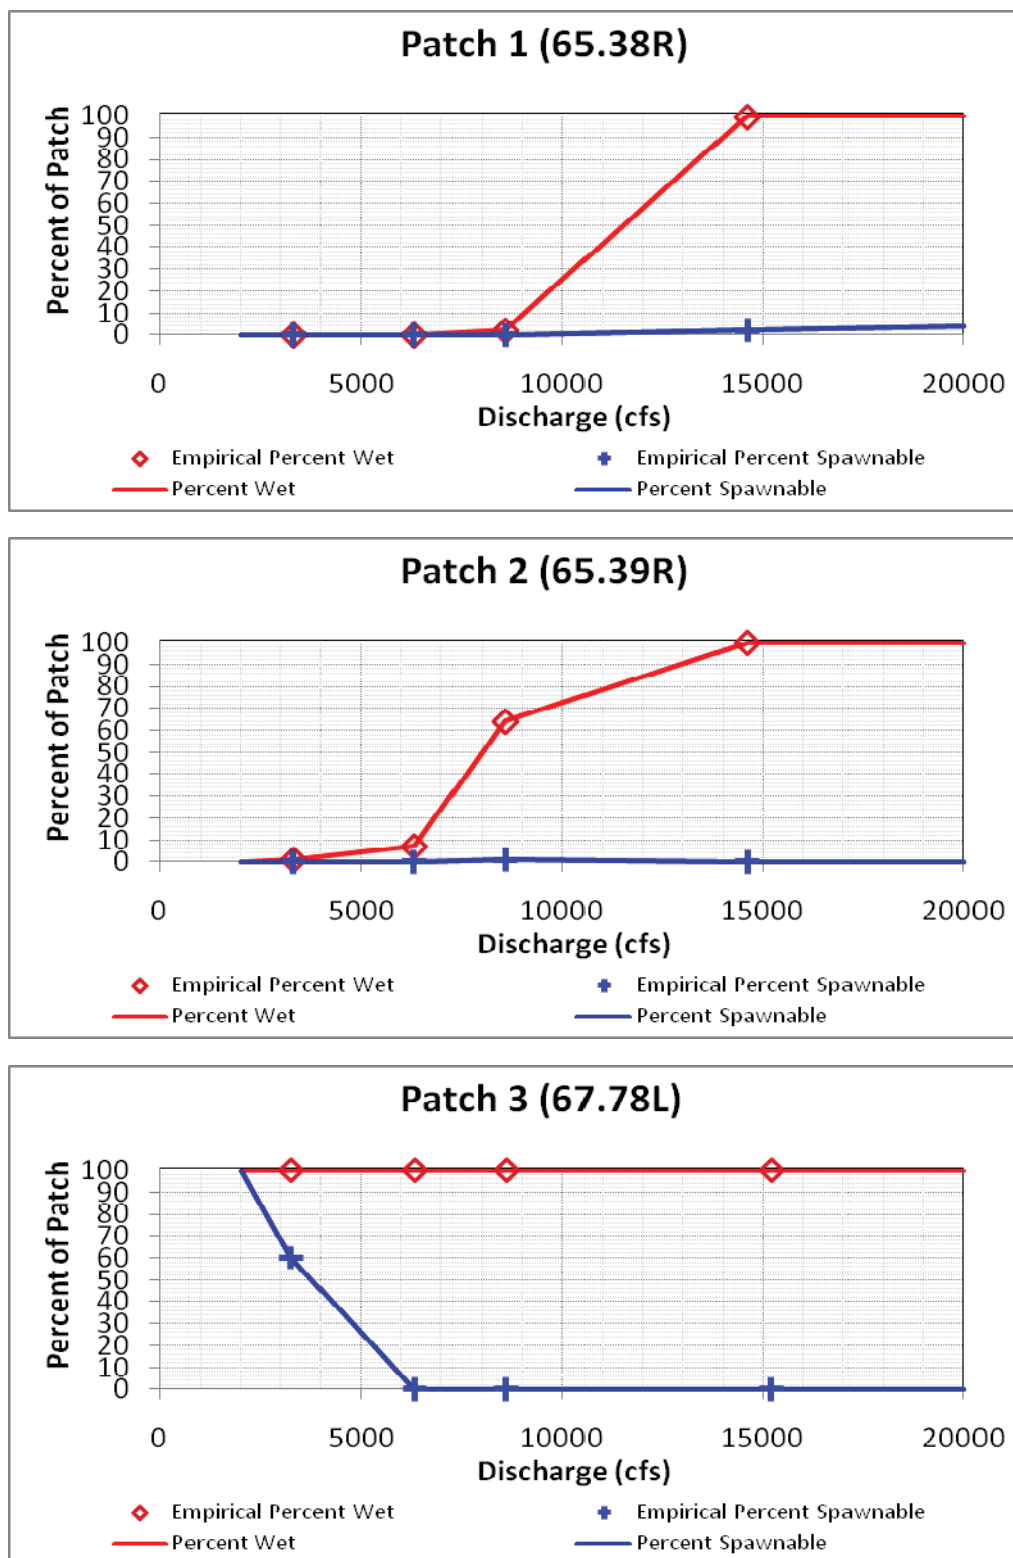 Patch 1 (65.38R)
Percent of Patch
100
90
80
70
60
50
40
30
20
10
0
0 5000 10000 15000 20000
Discharge (cfs)
Empirical Percent Wet Empirical Percent Spawnable
Percent Wet Percent Spawnable
Patch 2 (65.39R)
Percent of Patch
100
90
80
70
60
50
40
30
20
10
0
0 5000 10000 15000 20000
Discharge (cfs)
Empirical Percent Wet Empirical Percent Spawnable
Percent Wet Percent Spawnable
Patch 3 (67.78L)
Percent of Patch
100
90
80
70
60
50
40
30
20
10
0
0 5000 10000 15000 20000
Discharge (cfs)
Empirical Percent Wet Empirical Percent Spawnable
Percent Wet Percent Spawnable